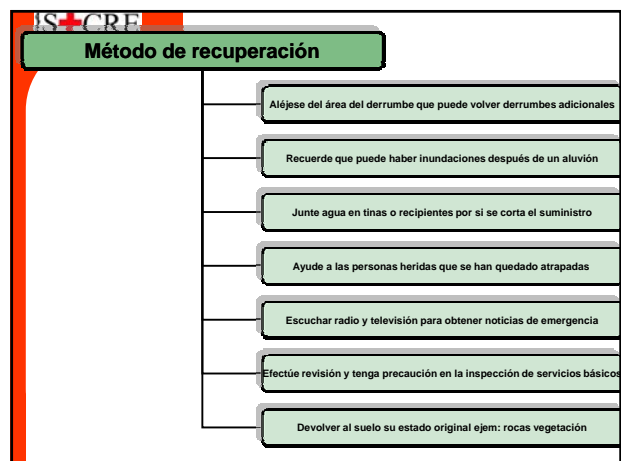 IS+CRE
Método de recuperación
Aléjese del área del derrumbe que puede volver derrumbes adicionales
Recuerde que puede haber inundaciones después de un aluvión
Junte agua en tinas o recipientes por si se corta el suministro
Ayude a las personas heridas que se han quedado atrapadas
Escuchar radio y televisión para obtener noticias de emergencia
Efectúe revisión y tenga precaución en la inspección de servicios básicos
Devolver al suelo su estado original ejem: rocas vegetación